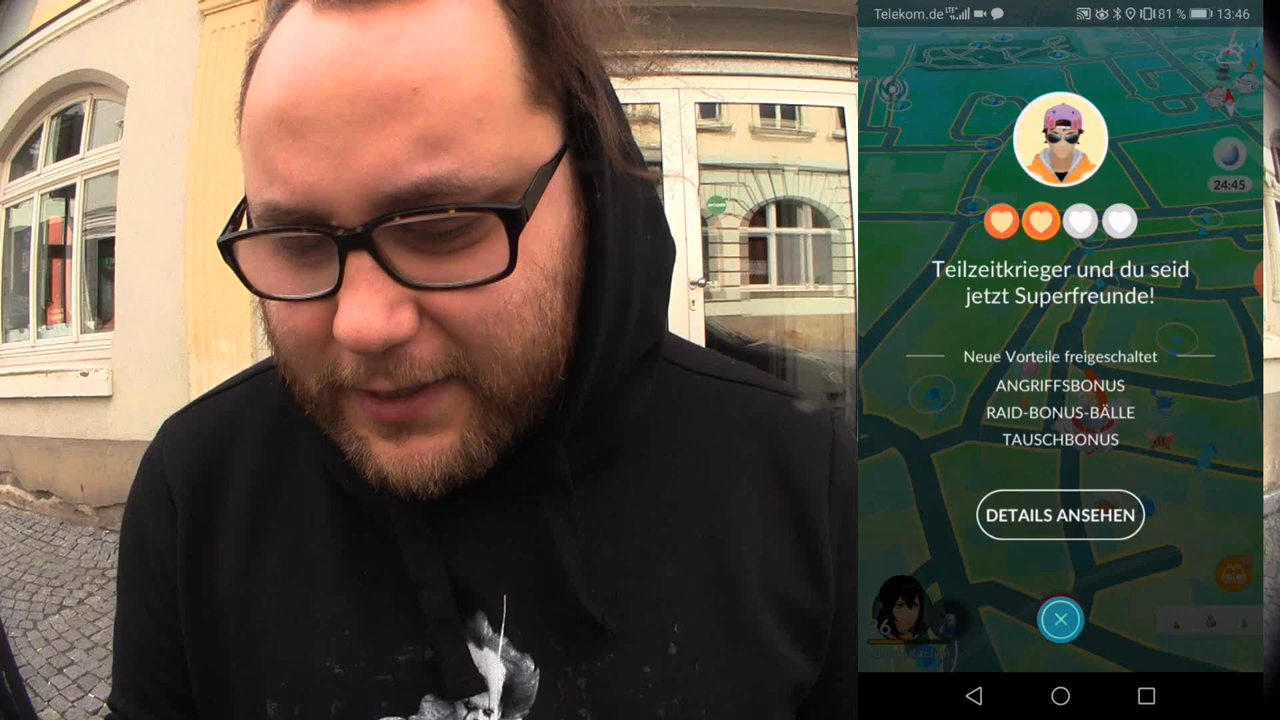 Telekom.de
81 % 13:46
24:45
Teilzeitkrieger und du seid
jetzt Superfreunde!
Neue Vorteile freigeschaltet
ANGRIFFSBONUS
RAID-BONUS-BÄLLE
TAUSCHBONUS
DETAILS ANSEHEN